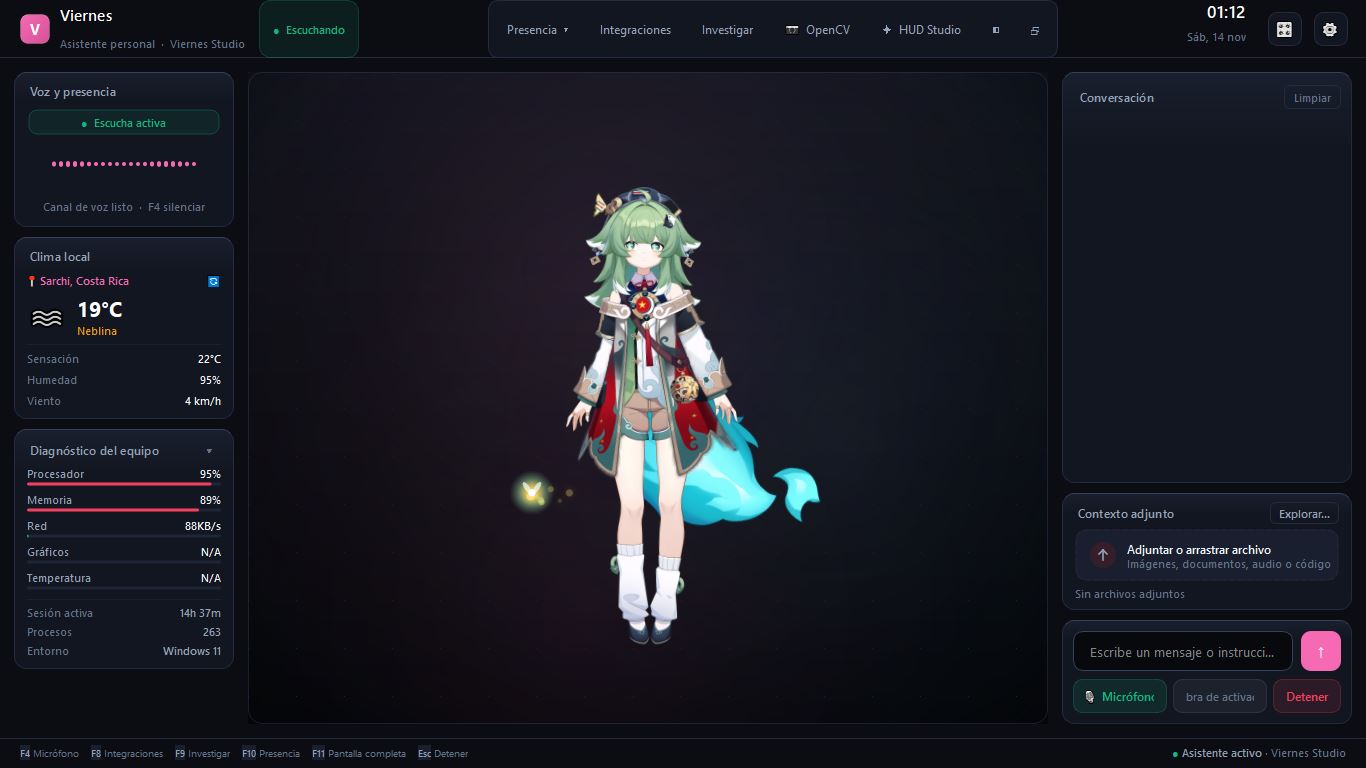 V
Viernes
Asistente personal · Viernes Studio
● Escuchando
Presencia ▾
Integraciones
Investigar
OpenCV
HUD Studio
01:12
Sáb, 14 nov
Voz y presencia
● Escucha activa
Canal de voz listo · F4 silenciar
Clima local
Sarchí, Costa Rica
19°C
Neblina
Sensación 22°C
Humedad 95%
Viento 4 km/h
Diagnóstico del equipo ▾
Procesador 95%
Memoria 89%
Red 88KB/s
Gráficos N/A
Temperatura N/A
Sesión activa 14h 37m
Procesos 263
Entorno Windows 11
Conversación
Limpiar
Contexto adjunto
Explorar...
Adjuntar o arrastrar archivo
Imágenes, documentos, audio o código
Sin archivos adjuntos
Escribe un mensaje o instrucci...
↑
Micrófono
bra de activac
Detener
F4 Micrófono F8 Integraciones F9 Investigar F10 Presencia F11 Pantalla completa Esc Detener
● Asistente activo · Viernes Studio